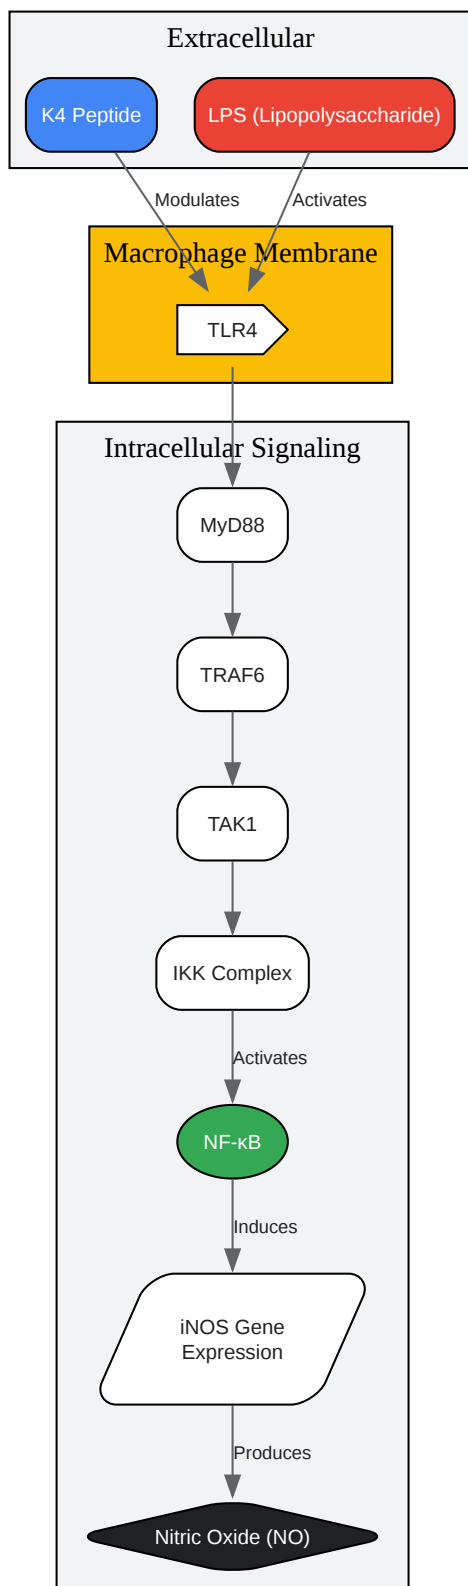 Extracellular
K4 Peptide
LPS (Lipopolysaccharide)
Modulates
Activates
Macrophage Membrane
TLR4
Intracellular Signaling
MyD88
TRAF6
TAK1
IKK Complex
Activates
NF-κB
Induces
iNOS Gene
Expression
Produces
Nitric Oxide (NO)